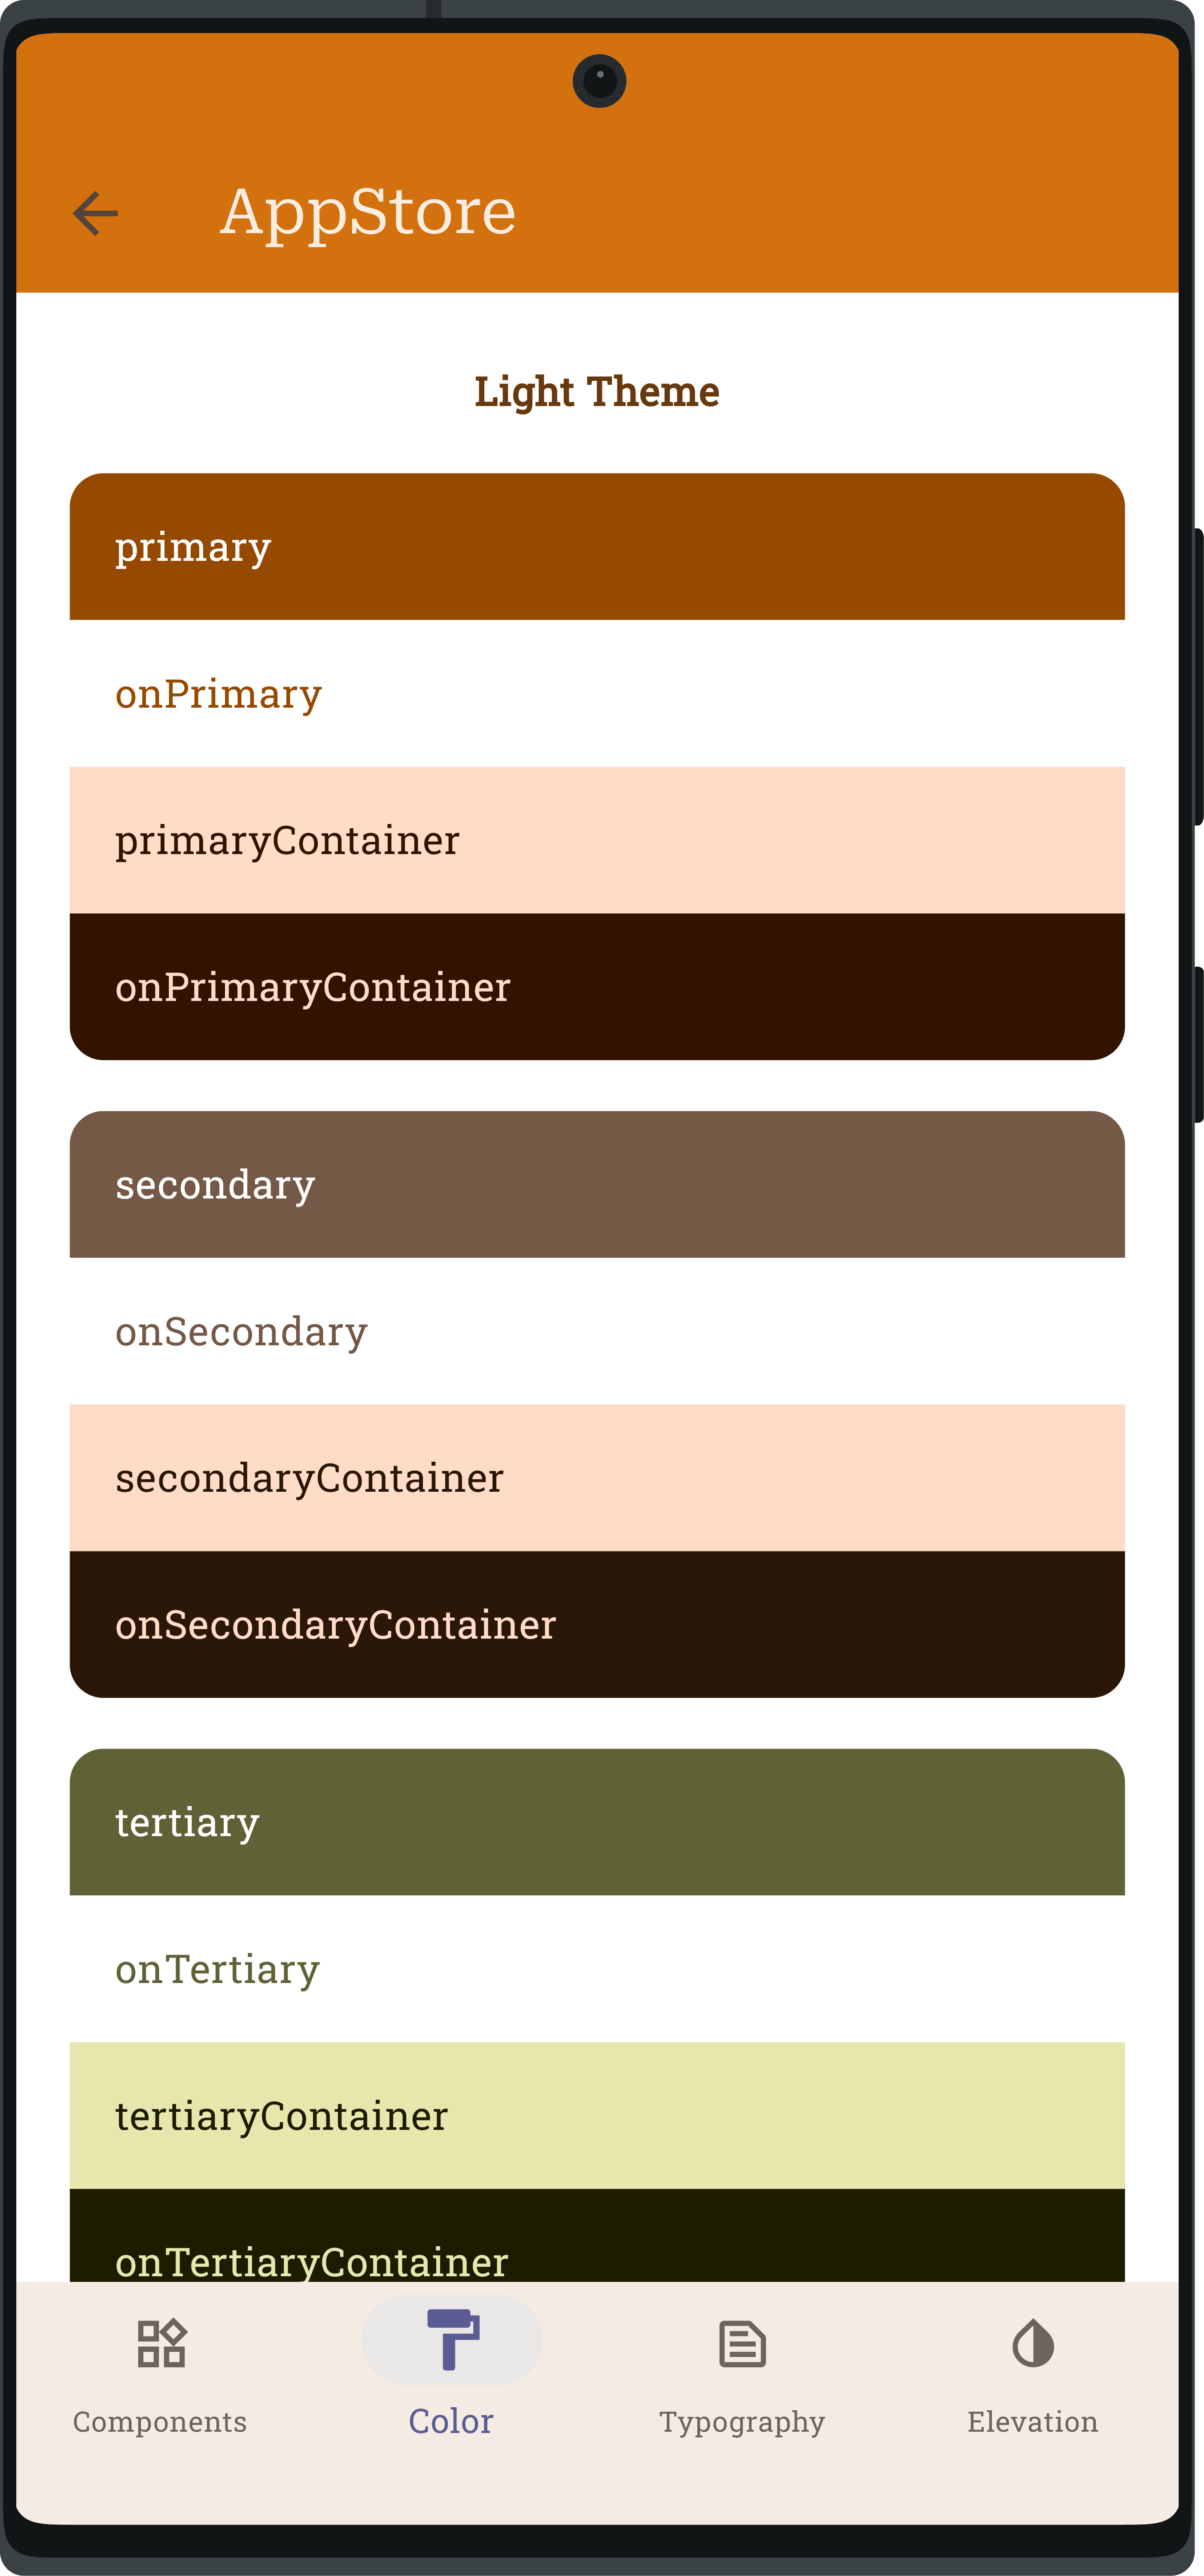 AppStore
Light Theme
primary
onPrimary
primaryContainer
onPrimaryContainer
secondary
onSecondary
secondaryContainer
onSecondaryContainer
tertiary
onTertiary
tertiaryContainer
onTertiaryContainer
Components
Color
Typography
Elevation